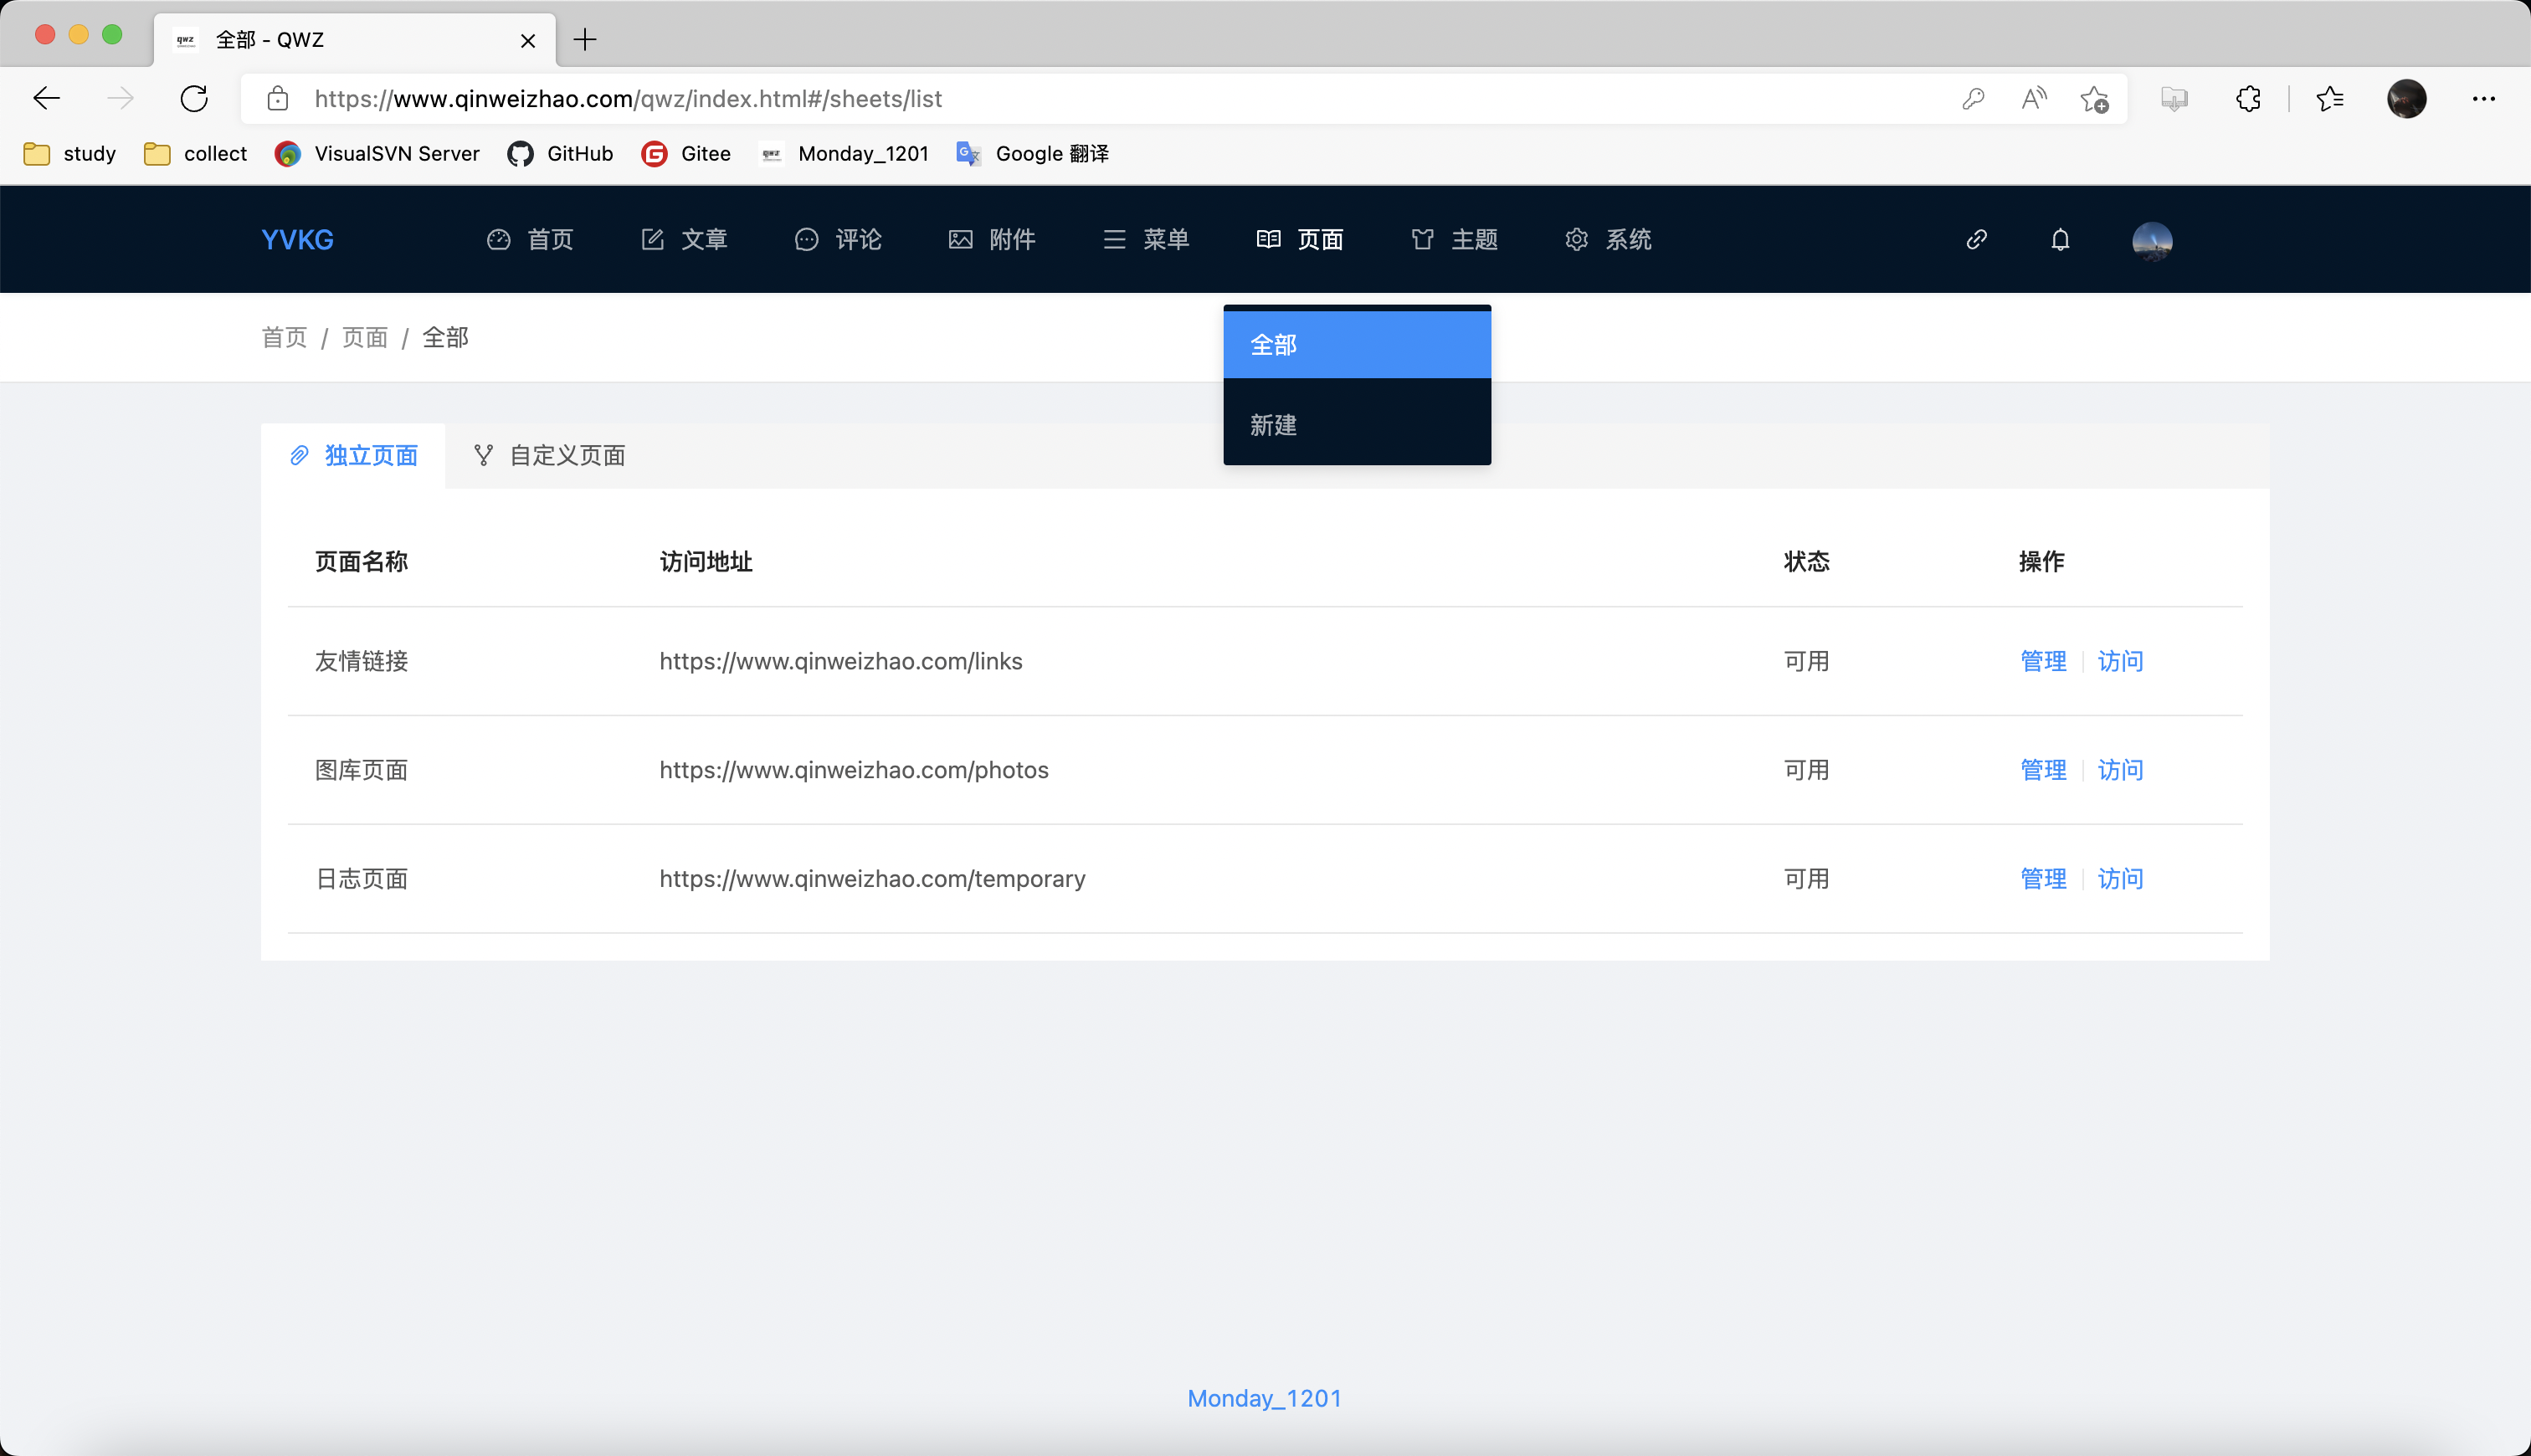 全部 - QWZ
https://www.qinweizhao.com/qwz/index.html#/sheets/list
study collect VisualSVN Server GitHub Gitee Monday_1201 Google 翻译
YVKG 首页 文章 评论 附件 菜单 页面 主题 系统
首页 / 页面 / 全部
全部
新建
独立页面 自定义页面
页面名称 访问地址 状态 操作
友情链接 https://www.qinweizhao.com/links 可用 管理 访问
图库页面 https://www.qinweizhao.com/photos 可用 管理 访问
日志页面 https://www.qinweizhao.com/temporary 可用 管理 访问
Monday_1201